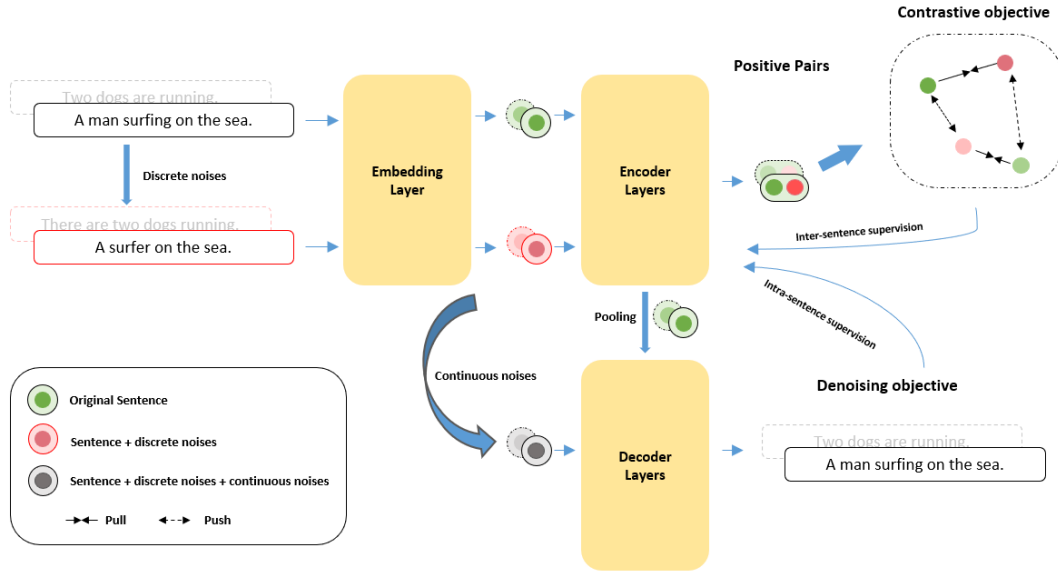 Contrastive objective
Positive Pairs
Two dogs are running.
A man surfing on the sea.
Discrete noises
There are two dogs running.
A surfer on the sea.
Embedding
Layer
Encoder
Layers
Inter-sentence supervision
Intra-sentence supervision
Pooling
Continuous noises
Denoising objective
Decoder
Layers
Two dogs are running.
A man surfing on the sea.
Original Sentence
Sentence + discrete noises
Sentence + discrete noises + continuous noises
Pull
Push